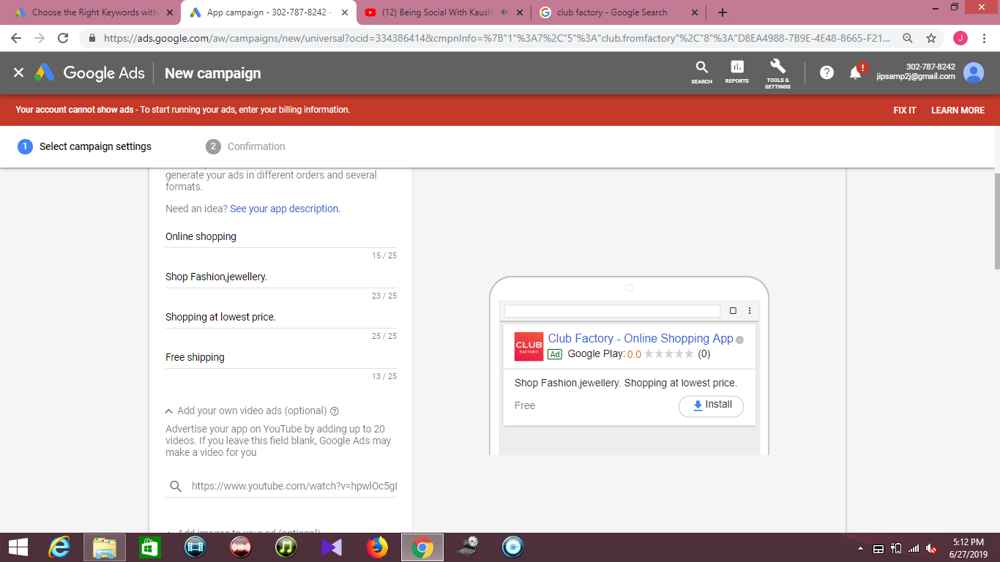 Choose the Right Keywords with
App campaign - 302-787-8242 -
(12) Being Social With Kaush
club factory - Google Search
https://ads.google.com/aw/campaigns/new/universal?ocid=334386414&cmpnInfo=%7B"1"%3A7%2C"5"%3A"club.fromfactory"%2C"8"%3A"D8EA4988-7B9E-4E48-8665-F21...
J
Google Ads
New campaign
SEARCH
REPORTS
TOOLS &
SETTINGS
302-787-8242
jipsamp2j@gmail.com
Your account cannot show ads - To start running your ads, enter your billing information.
FIX IT
LEARN MORE
1 Select campaign settings
2 Confirmation
generate your ads in different orders and several
formats.
Need an idea? See your app description.
Online shopping
15 / 25
Shop Fashion,jewellery.
23 / 25
Shopping at lowest price.
25 / 25
Free shipping
13 / 25
Add your own video ads (optional)
Advertise your app on YouTube by adding up to 20
videos. If you leave this field blank, Google Ads may
make a video for you
https://www.youtube.com/watch?v=hpwlOc5g
Add images to your ad (optional)
CLUB
FACTORY
Club Factory - Online Shopping App
Ad Google Play: 0.0 ★★★★★ (0)
Shop Fashion,jewellery. Shopping at lowest price.
Free
Install
5:12 PM
6/27/2019